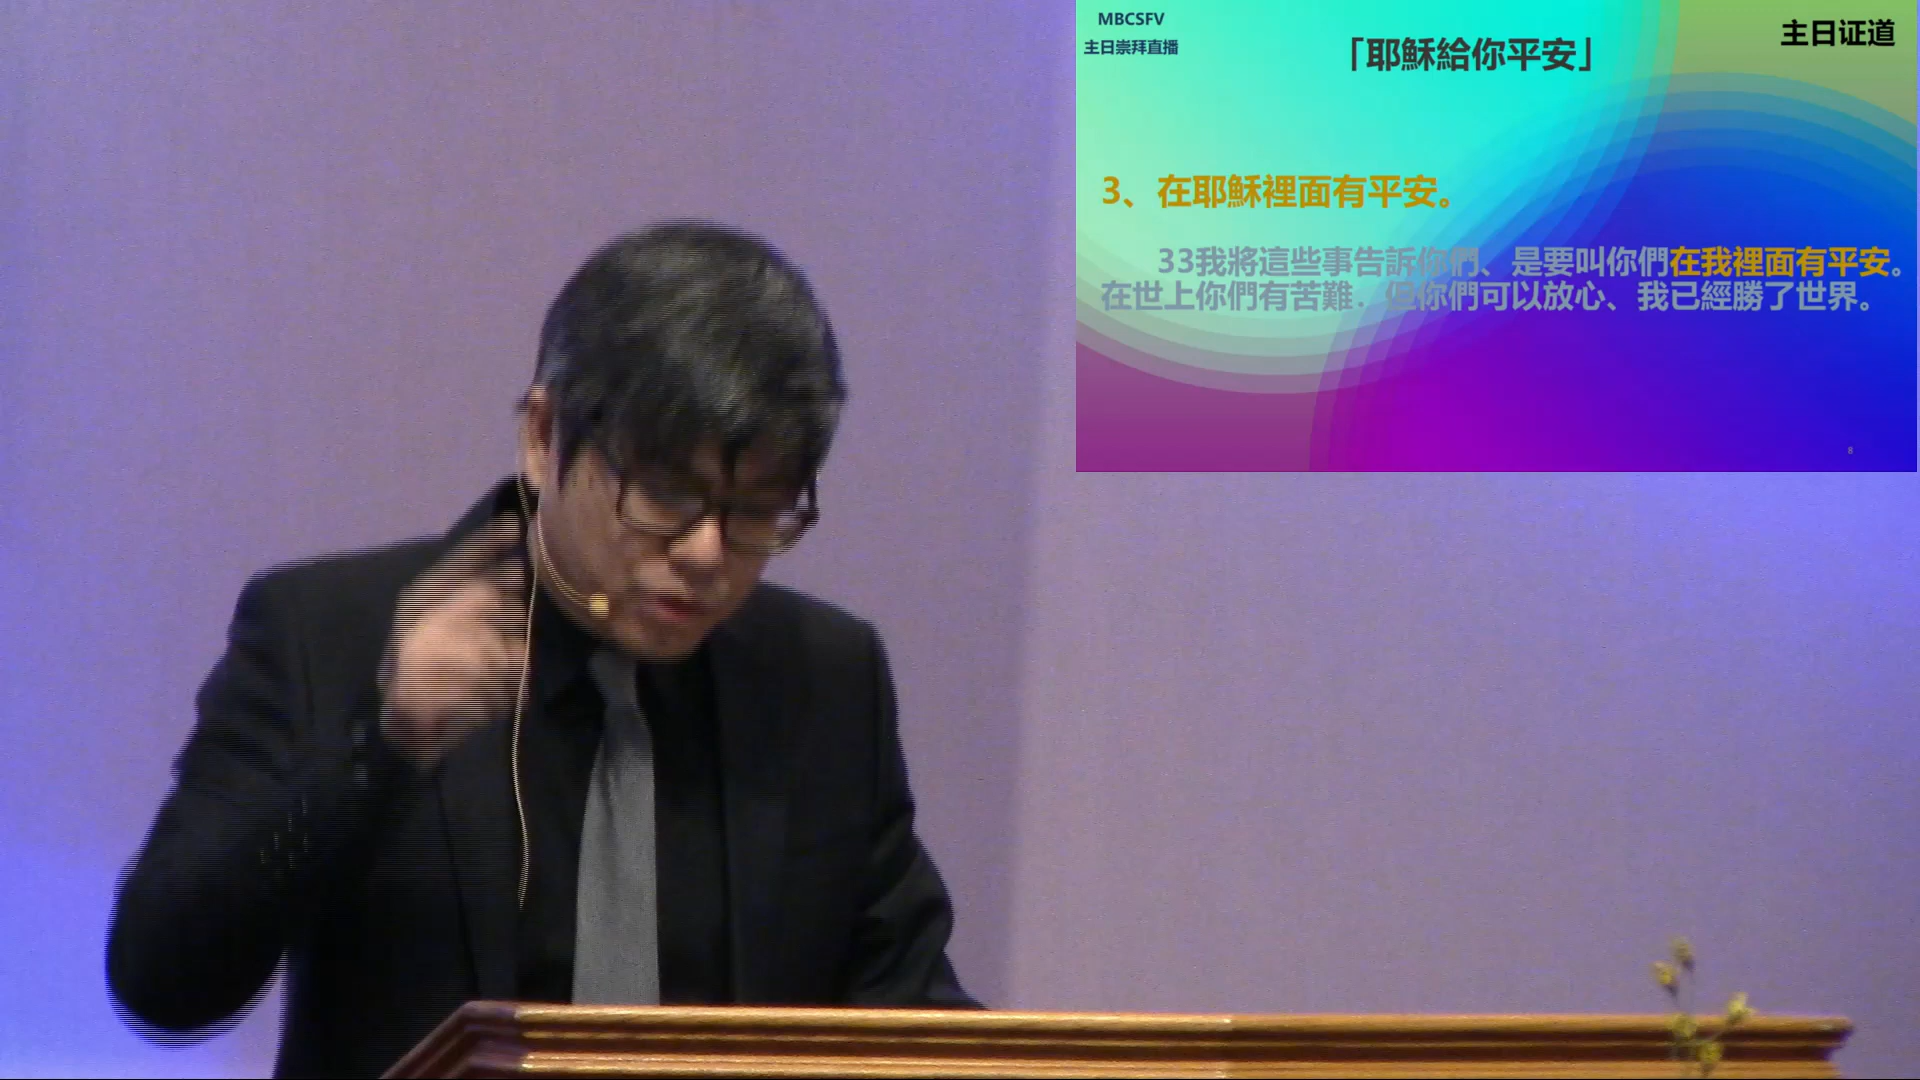 MBCSFV
主日崇拜直播
「耶穌給你平安」
主日证道
3、在耶穌裡面有平安。
33我將這些事告訴你們、是要叫你們在我裡面有平安。
在世上你們有苦難．但你們可以放心、我已經勝了世界。
8